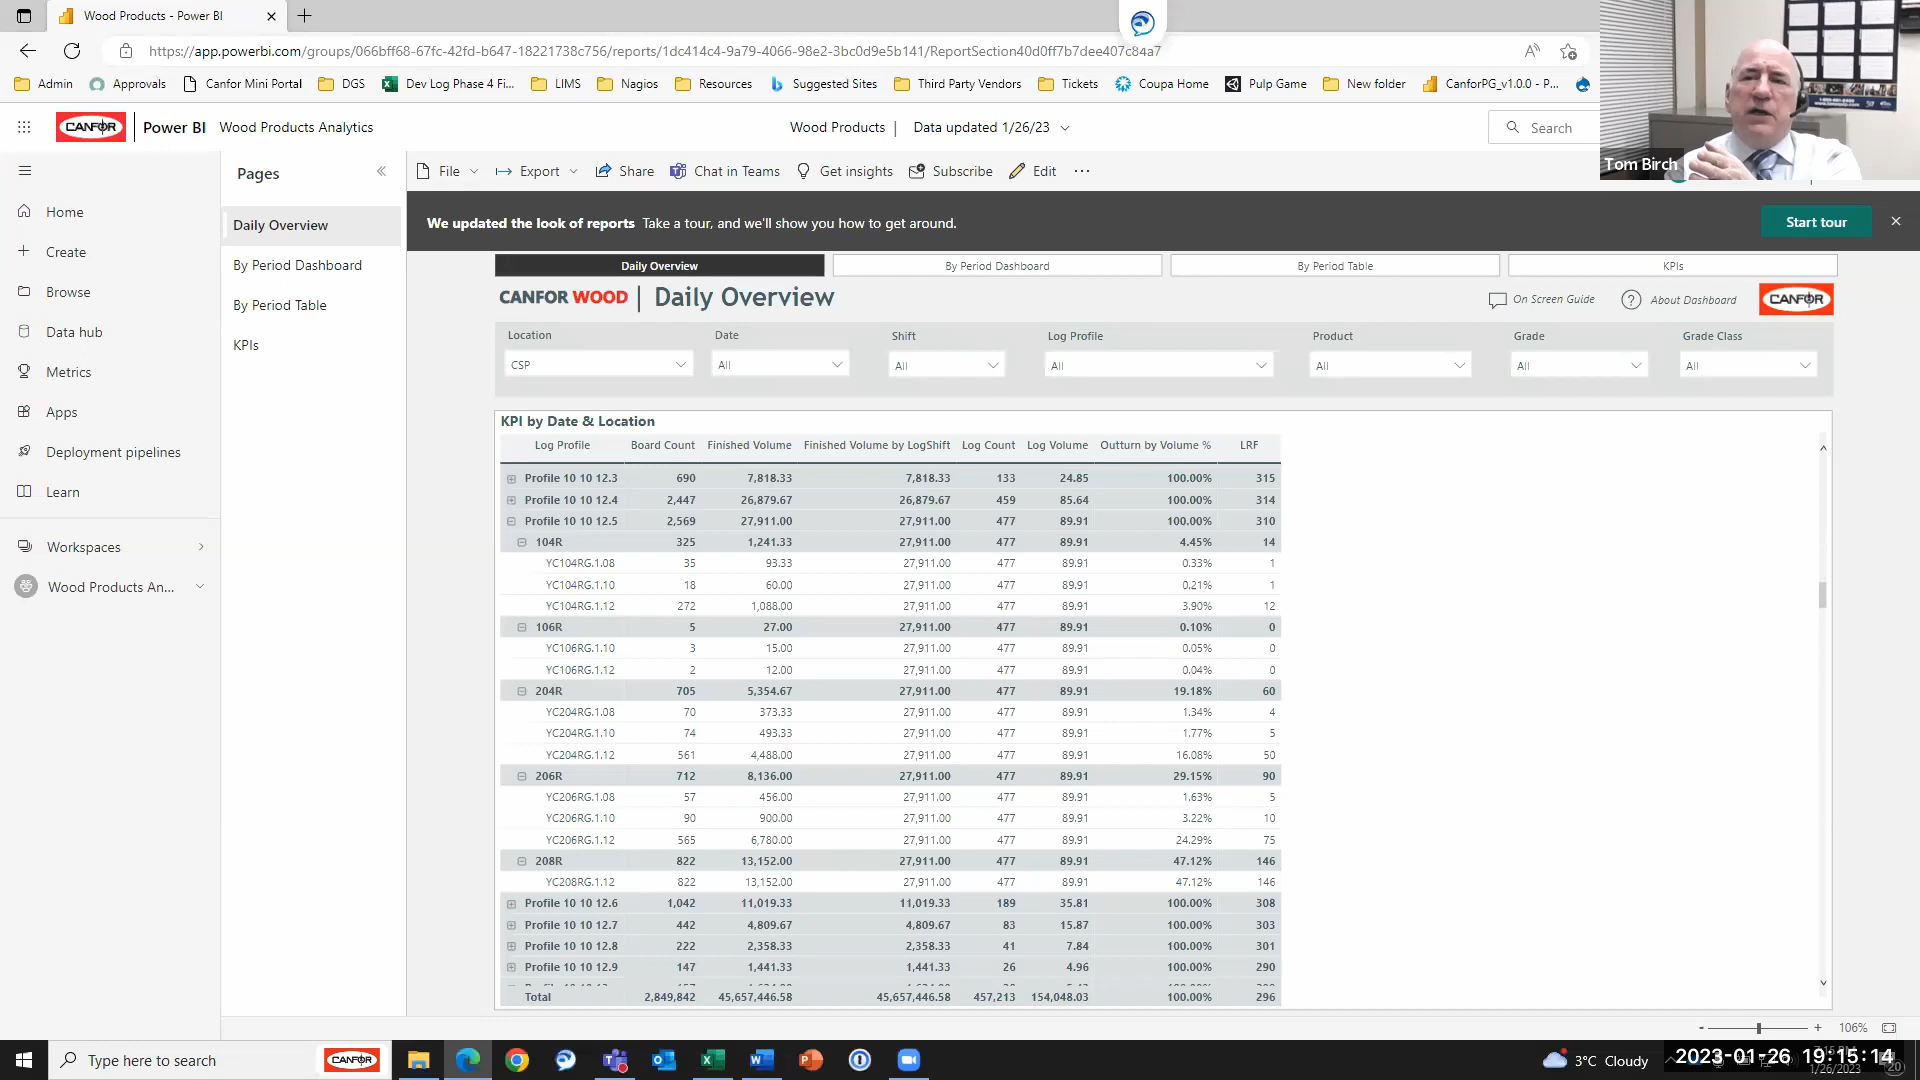 Wood Products - Power BI
https://app.powerbi.com/groups/066bff68-67fc-42fd-b647-18221738c756/reports/1dc414c4-9a79-4066-98e2-3bc0d9e5b141/ReportSection40d0ff7b7dee407c84a7
Admin Approvals Canfor Mini Portal DGS Dev Log Phase 4 Fi... LIMS Nagios Resources Suggested Sites Third Party Vendors Tickets Coupa Home Pulp Game New folder CanforPG_v1.0.0 - P...
CANFOR Power BI Wood Products Analytics Wood Products | Data updated 1/26/23 Search
Tom Birch
Pages
File Export Share Chat in Teams Get insights Subscribe Edit
Home
Create
Browse
Data hub
Metrics
Apps
Deployment pipelines
Learn
Workspaces
Wood Products An...
Daily Overview
By Period Dashboard
By Period Table
KPIs
We updated the look of reports Take a tour, and we'll show you how to get around. Start tour
Daily Overview By Period Dashboard By Period Table KPIs
CANFOR WOOD | Daily Overview On Screen Guide About Dashboard CANFOR
Location Date Shift Log Profile Product Grade Grade Class
CSP All All All All All All
KPI by Date & Location
Log Profile Board Count Finished Volume Finished Volume by LogShift Log Count Log Volume Outturn by Volume % LRF
Profile 10 10 12.3 690 7,818.33 7,818.33 133 24.85 100.00% 315
Profile 10 10 12.4 2,447 26,879.67 26,879.67 459 85.64 100.00% 314
Profile 10 10 12.5 2,569 27,911.00 27,911.00 477 89.91 100.00% 310
104R 325 1,241.33 27,911.00 477 89.91 4.45% 14
YC104RG.1.08 35 93.33 27,911.00 477 89.91 0.33% 1
YC104RG.1.10 18 60.00 27,911.00 477 89.91 0.21% 1
YC104RG.1.12 272 1,088.00 27,911.00 477 89.91 3.90% 12
106R 5 27.00 27,911.00 477 89.91 0.10% 0
YC106RG.1.10 3 15.00 27,911.00 477 89.91 0.05% 0
YC106RG.1.12 2 12.00 27,911.00 477 89.91 0.04% 0
204R 705 5,354.67 27,911.00 477 89.91 19.18% 60
YC204RG.1.08 70 373.33 27,911.00 477 89.91 1.34% 4
YC204RG.1.10 74 493.33 27,911.00 477 89.91 1.77% 5
YC204RG.1.12 561 4,488.00 27,911.00 477 89.91 16.08% 50
206R 712 8,136.00 27,911.00 477 89.91 29.15% 90
YC206RG.1.08 57 456.00 27,911.00 477 89.91 1.63% 5
YC206RG.1.10 90 900.00 27,911.00 477 89.91 3.22% 10
YC206RG.1.12 565 6,780.00 27,911.00 477 89.91 24.29% 75
208R 822 13,152.00 27,911.00 477 89.91 47.12% 146
YC208RG.1.12 822 13,152.00 27,911.00 477 89.91 47.12% 146
Profile 10 10 12.6 1,042 11,019.33 11,019.33 189 35.81 100.00% 308
Profile 10 10 12.7 442 4,809.67 4,809.67 83 15.87 100.00% 303
Profile 10 10 12.8 222 2,358.33 2,358.33 41 7.84 100.00% 301
Profile 10 10 12.9 147 1,441.33 1,441.33 26 4.96 100.00% 290
Total 2,849,842 45,657,446.58 45,657,446.58 457,213 154,048.03 100.00% 296
- + 106%
Type here to search CANFOR 3°C Cloudy 2023-01-26 19:15:14
1/26/2023 20